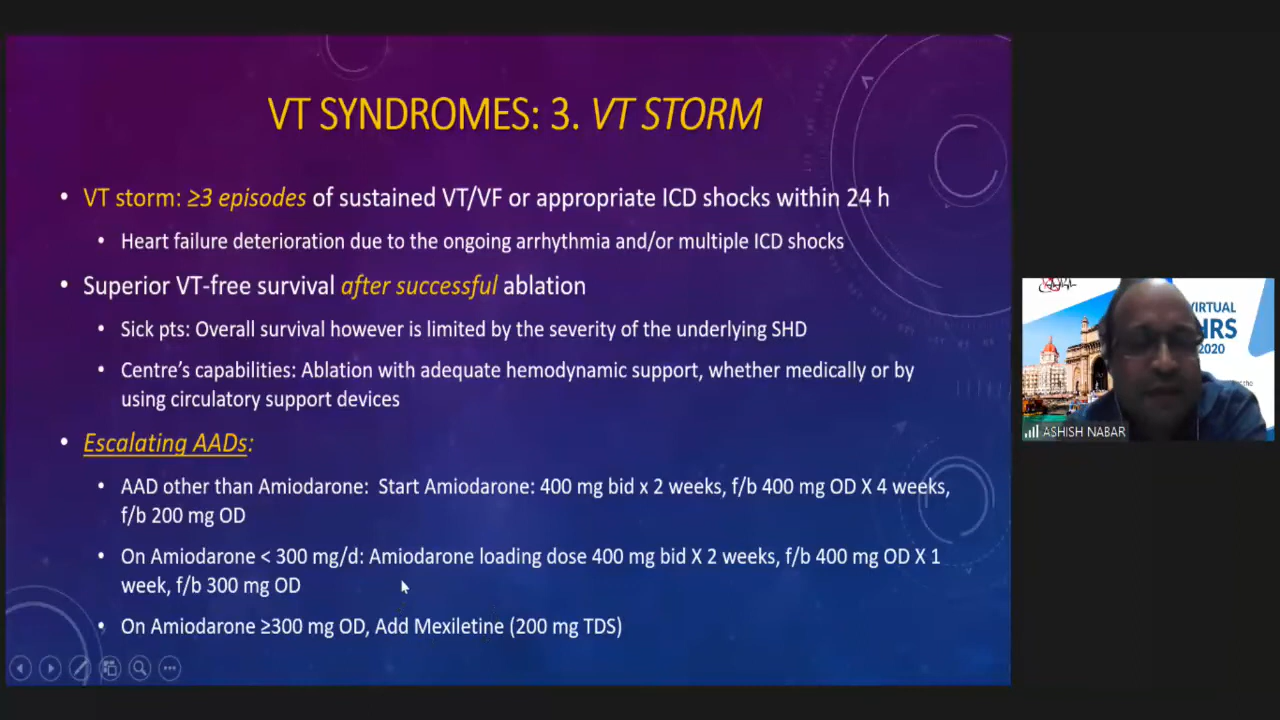 VT SYNDROMES: 3. VT STORM
• VT storm: ≥3 episodes of sustained VT/VF or appropriate ICD shocks within 24 h
• Heart failure deterioration due to the ongoing arrhythmia and/or multiple ICD shocks
• Superior VT-free survival after successful ablation
• Sick pts: Overall survival however is limited by the severity of the underlying SHD
• Centre's capabilities: Ablation with adequate hemodynamic support, whether medically or by
using circulatory support devices
• Escalating AADs:
• AAD other than Amiodarone: Start Amiodarone: 400 mg bid x 2 weeks, f/b 400 mg OD X 4 weeks,
f/b 200 mg OD
• On Amiodarone < 300 mg/d: Amiodarone loading dose 400 mg bid X 2 weeks, f/b 400 mg OD X 1
week, f/b 300 mg OD
• On Amiodarone ≥300 mg OD, Add Mexiletine (200 mg TDS)
VIRTUAL
HRS
2020
ASHISH NABAR